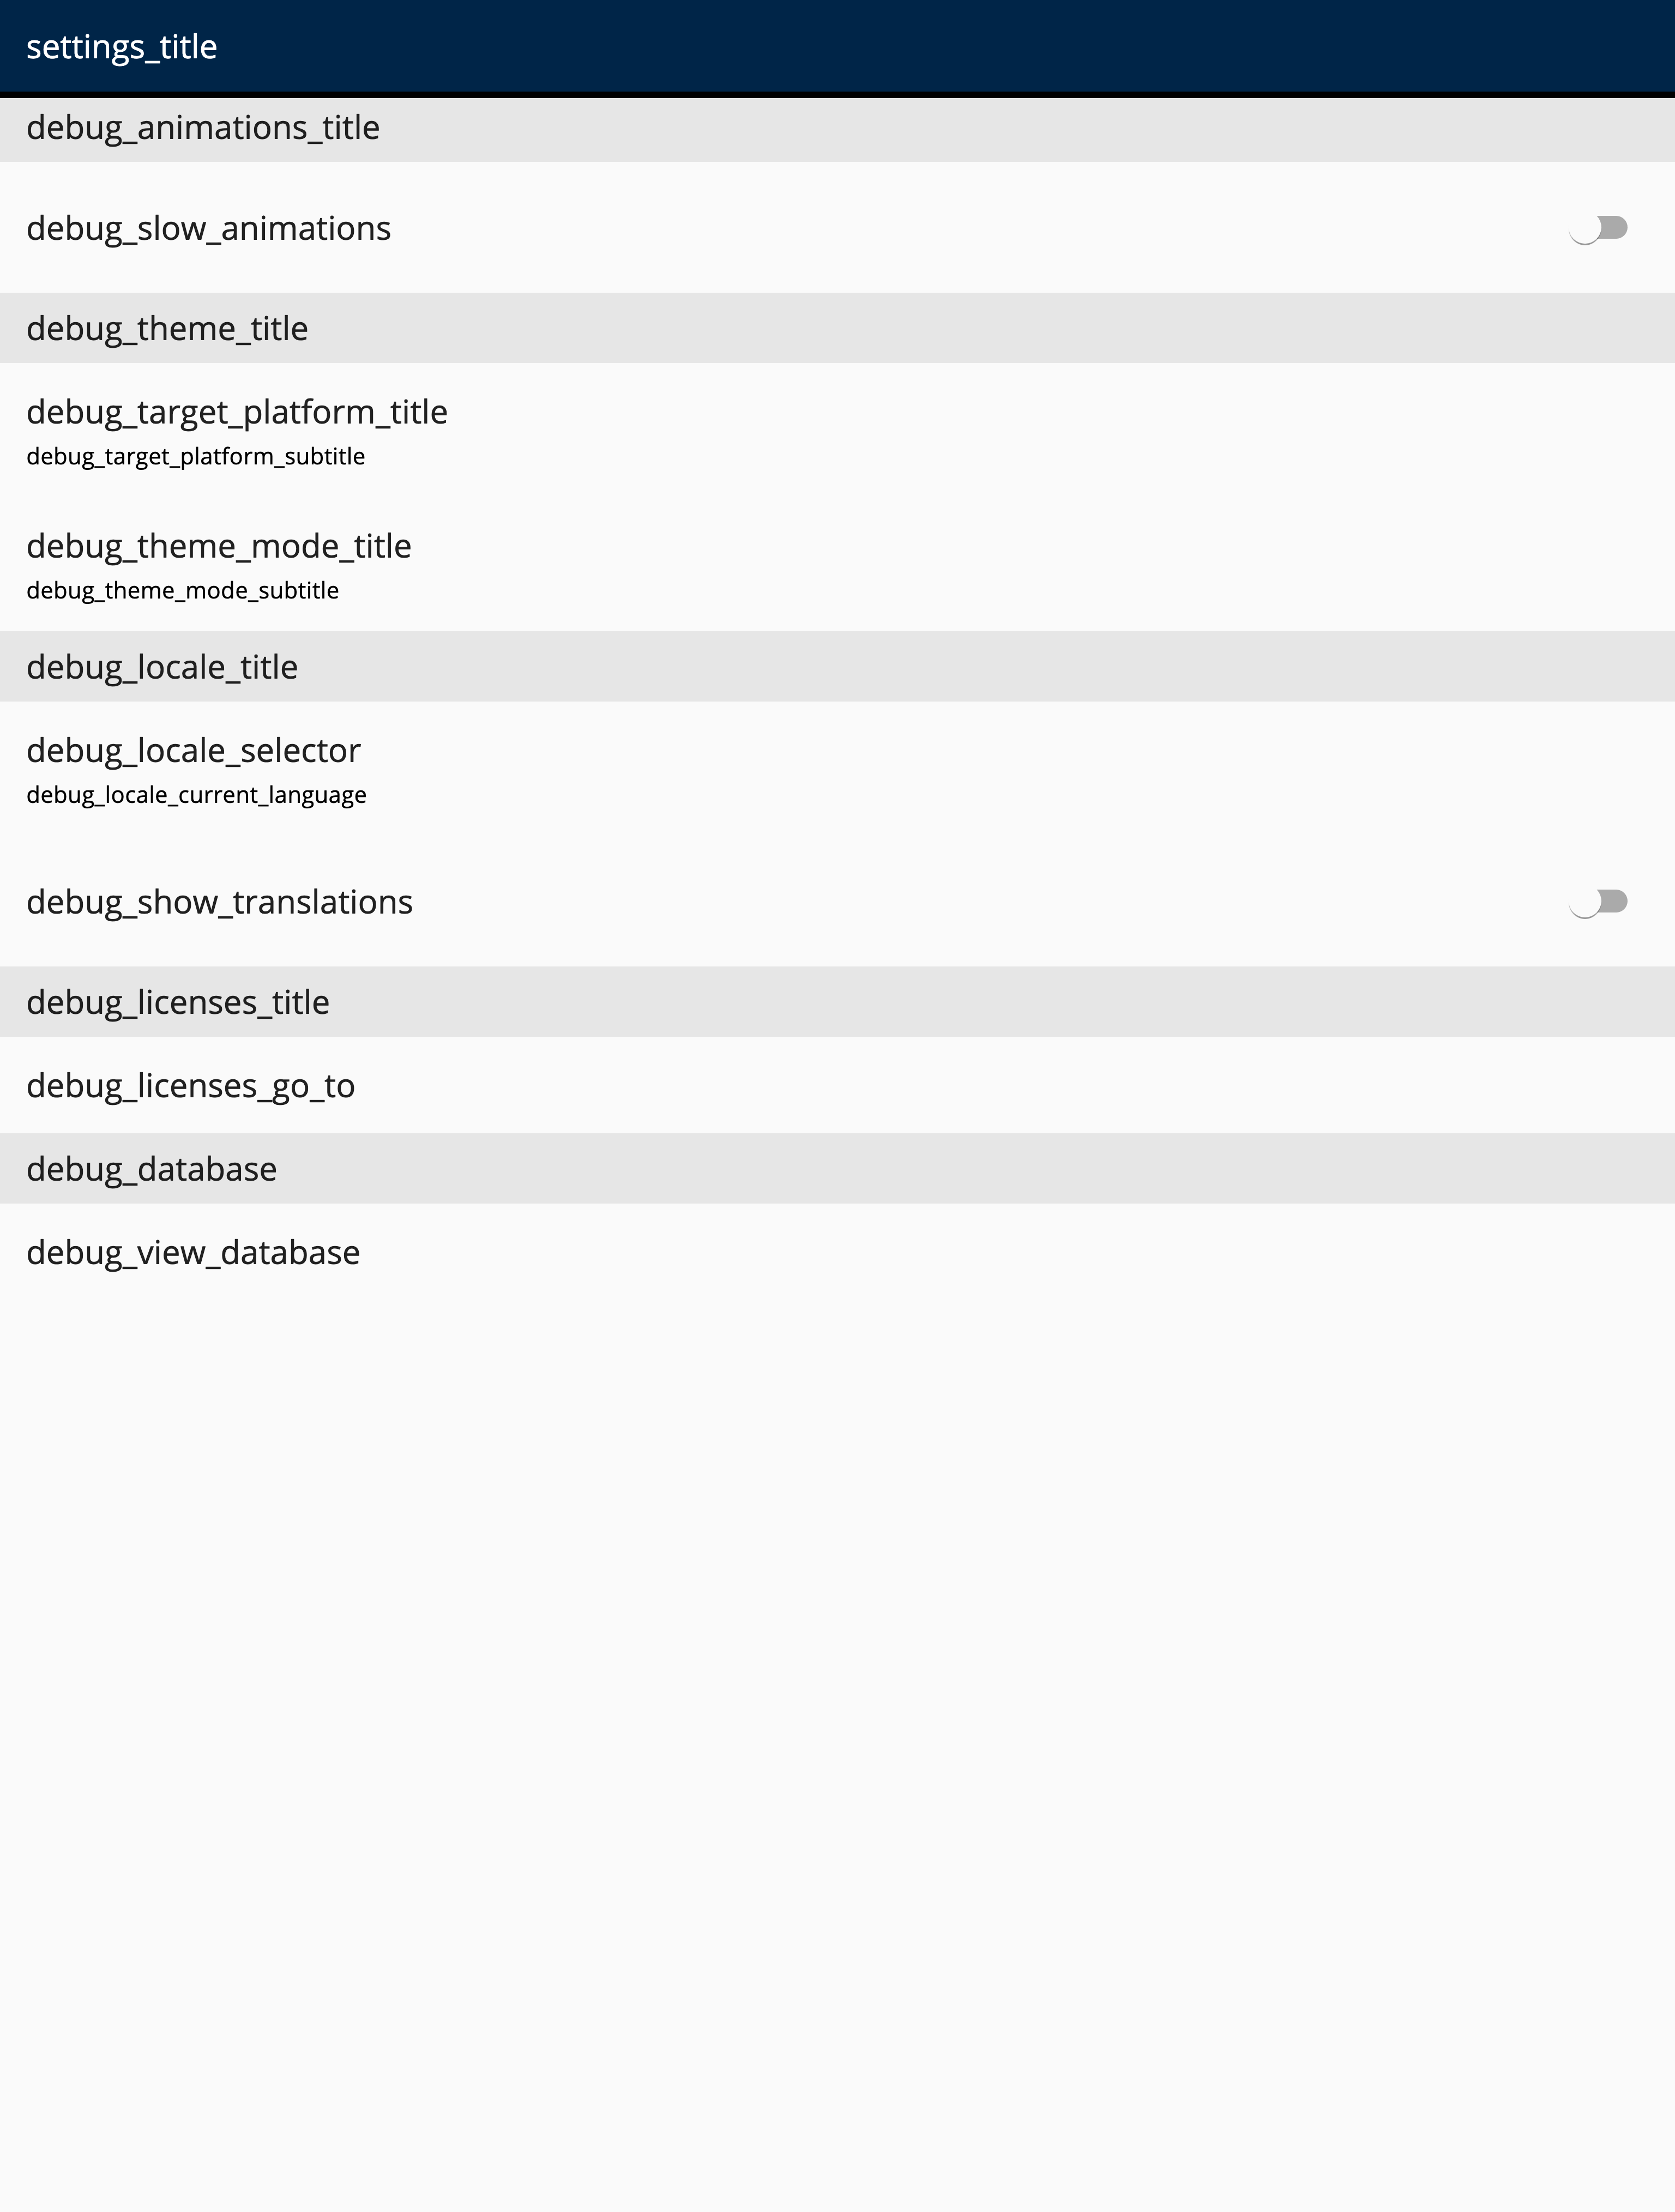 settings_title
debug_animations_title
debug_slow_animations
debug_theme_title
debug_target_platform_title
debug_target_platform_subtitle
debug_theme_mode_title
debug_theme_mode_subtitle
debug_locale_title
debug_locale_selector
debug_locale_current_language
debug_show_translations
debug_licenses_title
debug_licenses_go_to
debug_database
debug_view_database